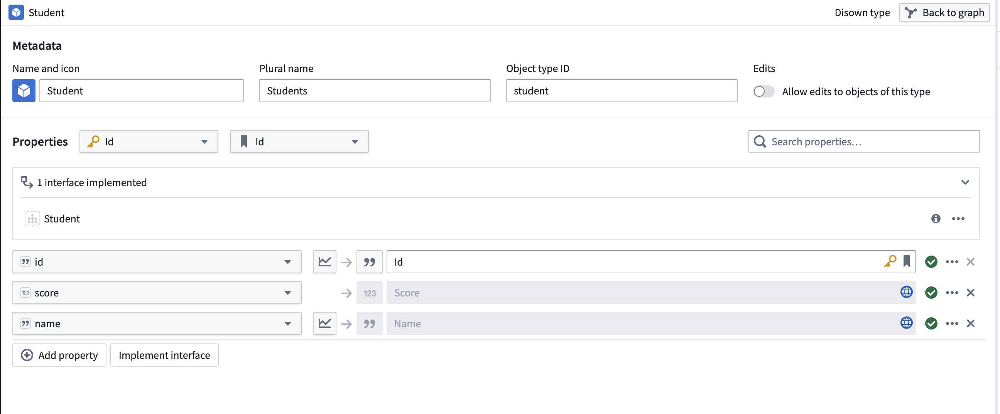 Student
Disown type
Back to graph
Metadata
Name and icon
Plural name
Object type ID
Edits
Student
Students
student
Allow edits to objects of this type
Properties
Id
Id
Search properties…
1 interface implemented
Student
id
Id
123 score
123
Score
name
Name
Add property
Implement interface